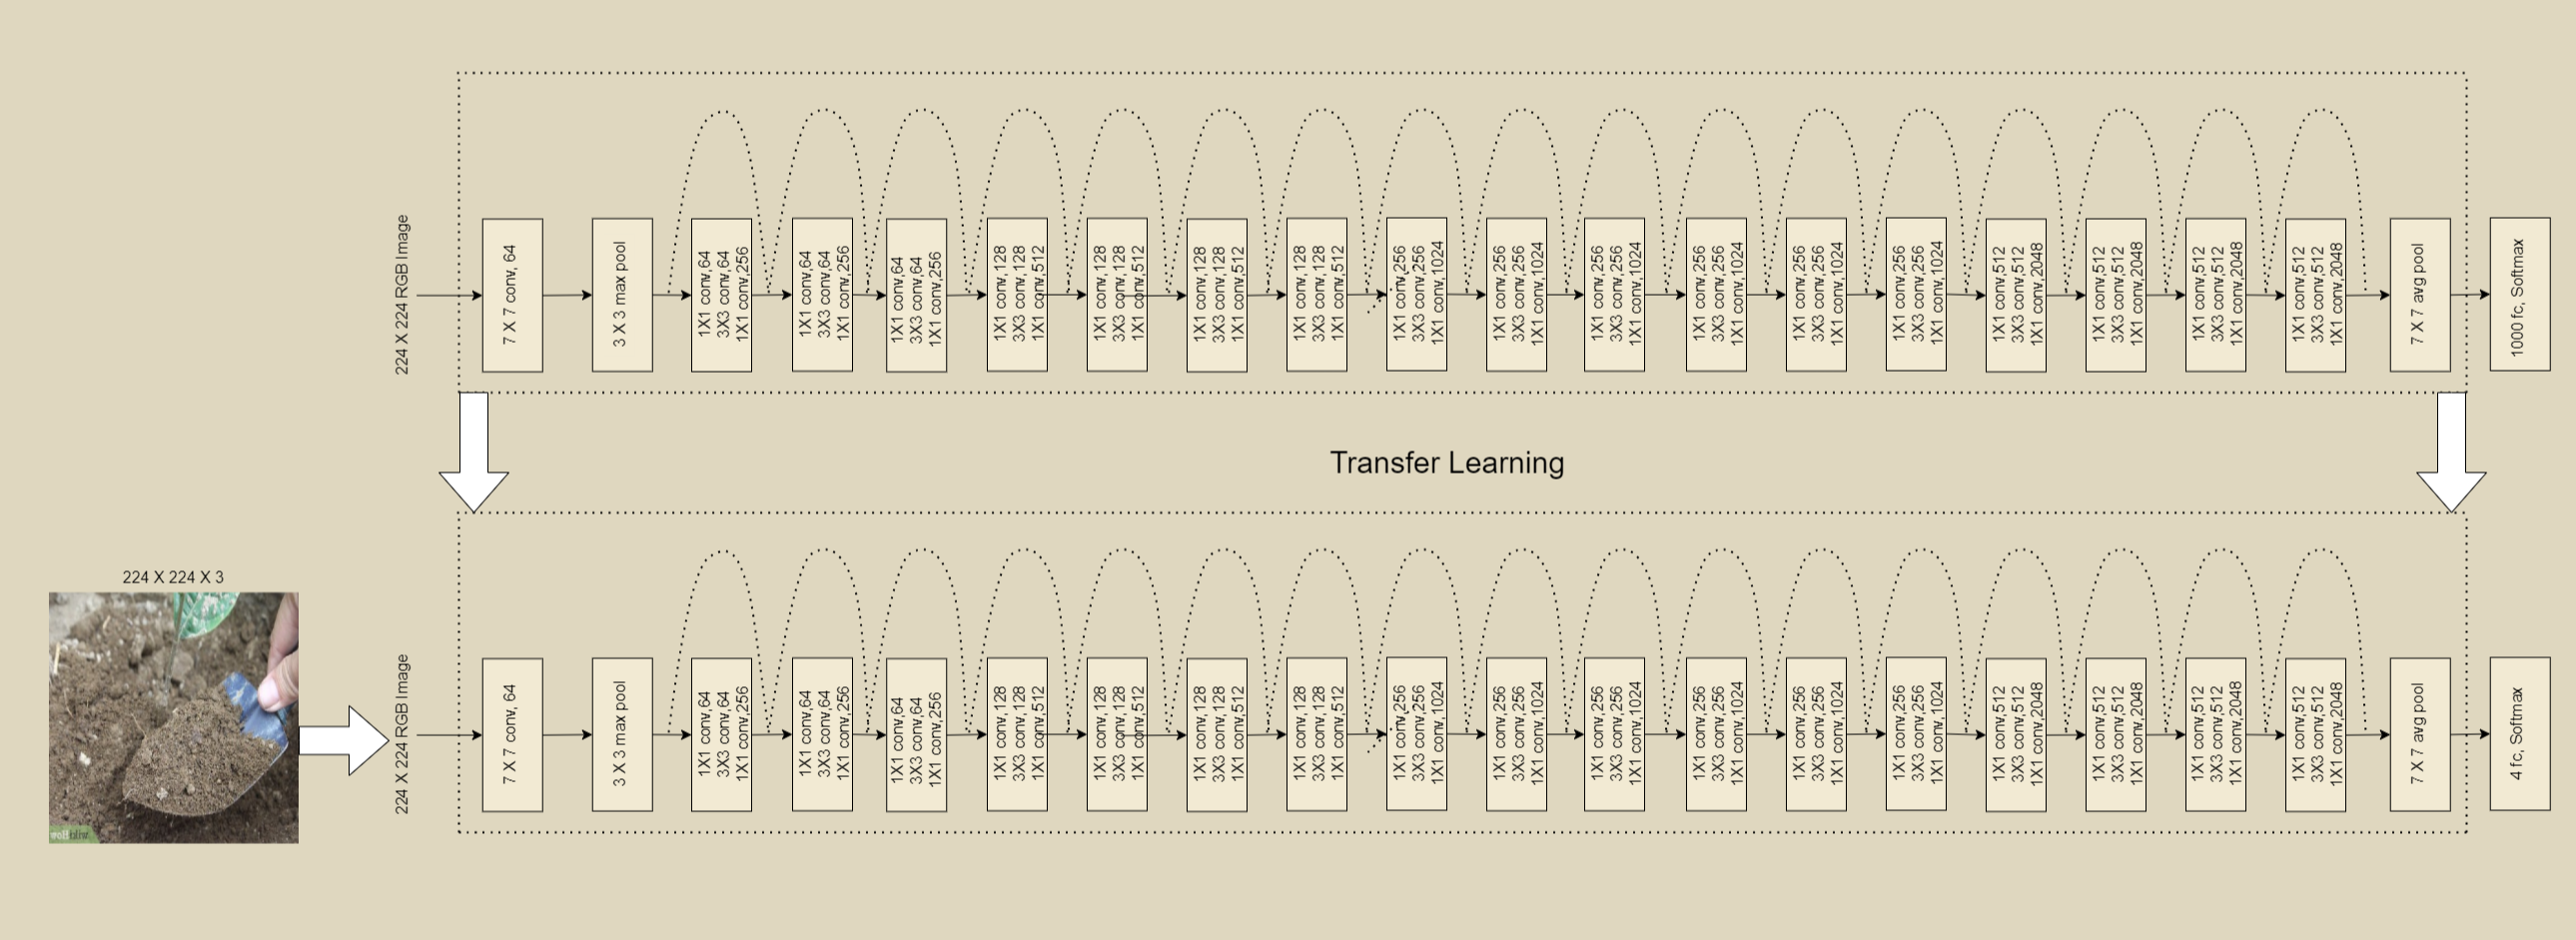 224 X 224 RGB Image
7 X 7 conv, 64
3 X 3 max pool
1X1 conv,64
3X3 conv,64
1X1 conv,256
1X1 conv,64
3X3 conv,64
1X1 conv,256
1X1 conv,64
3X3 conv,64
1X1 conv,256
1X1 conv,128
3X3 conv,128
1X1 conv,512
1X1 conv,128
3X3 conv,128
1X1 conv,512
1X1 conv,128
3X3 conv,128
1X1 conv,512
1X1 conv,128
3X3 conv,128
1X1 conv,512
1X1 conv,256
3X3 conv,256
1X1 conv,1024
1X1 conv,256
3X3 conv,256
1X1 conv,1024
1X1 conv,256
3X3 conv,256
1X1 conv,1024
1X1 conv,256
3X3 conv,256
1X1 conv,1024
1X1 conv,256
3X3 conv,256
1X1 conv,1024
1X1 conv,256
3X3 conv,256
1X1 conv,1024
1X1 conv,512
3X3 conv,512
1X1 conv,2048
1X1 conv,512
3X3 conv,512
1X1 conv,2048
1X1 conv,512
3X3 conv,512
1X1 conv,2048
1X1 conv,512
3X3 conv,512
1X1 conv,2048
7 X 7 avg pool
1000 fc, Softmax
Transfer Learning
224 X 224 X 3
224 X 224 RGB Image
7 X 7 conv, 64
3 X 3 max pool
1X1 conv,64
3X3 conv,64
1X1 conv,256
1X1 conv,64
3X3 conv,64
1X1 conv,256
1X1 conv,64
3X3 conv,64
1X1 conv,256
1X1 conv,128
3X3 conv,128
1X1 conv,512
1X1 conv,128
3X3 conv,128
1X1 conv,512
1X1 conv,128
3X3 conv,128
1X1 conv,512
1X1 conv,128
3X3 conv,128
1X1 conv,512
1X1 conv,256
3X3 conv,256
1X1 conv,1024
1X1 conv,256
3X3 conv,256
1X1 conv,1024
1X1 conv,256
3X3 conv,256
1X1 conv,1024
1X1 conv,256
3X3 conv,256
1X1 conv,1024
1X1 conv,256
3X3 conv,256
1X1 conv,1024
1X1 conv,256
3X3 conv,256
1X1 conv,1024
1X1 conv,512
3X3 conv,512
1X1 conv,2048
1X1 conv,512
3X3 conv,512
1X1 conv,2048
1X1 conv,512
3X3 conv,512
1X1 conv,2048
1X1 conv,512
3X3 conv,512
1X1 conv,2048
7 X 7 avg pool
4 fc, Softmax